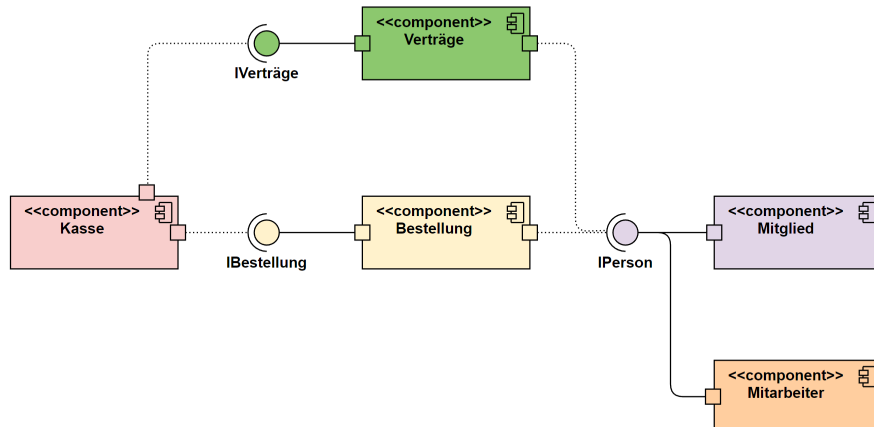 <<component>>
Verträge
IVerträge
<<component>>
Kasse
IBestellung
<<component>>
Bestellung
IPerson
<<component>>
Mitglied
<<component>>
Mitarbeiter